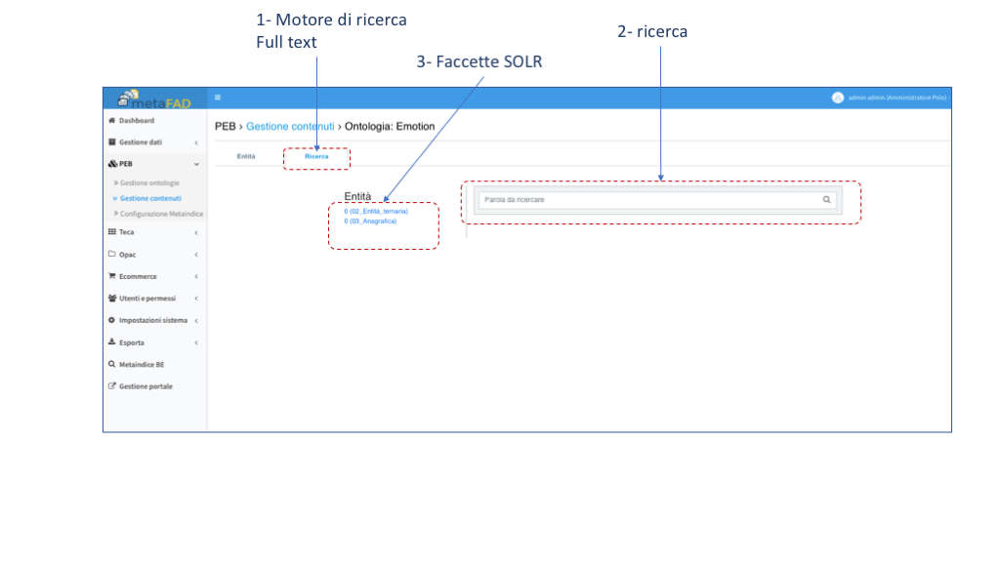 1- Motore di ricerca
Full text
2- ricerca
3- Faccette SOLR
metaFAD
admin admin (Amministratore Polo)
Dashboard
Gestione dati
PEB
Gestione ontologie
Gestione contenuti
Configurazione Metaindice
Teca
Opac
Ecommerce
Utenti e permessi
Impostazioni sistema
Esporta
Metaindice BE
Gestione portale
PEB › Gestione contenuti › Ontologia: Emotion
Entità
Ricerca
Entità
0 (02_Entità_ternaria)
0 (03_Anagrafica)
Parola da ricercare